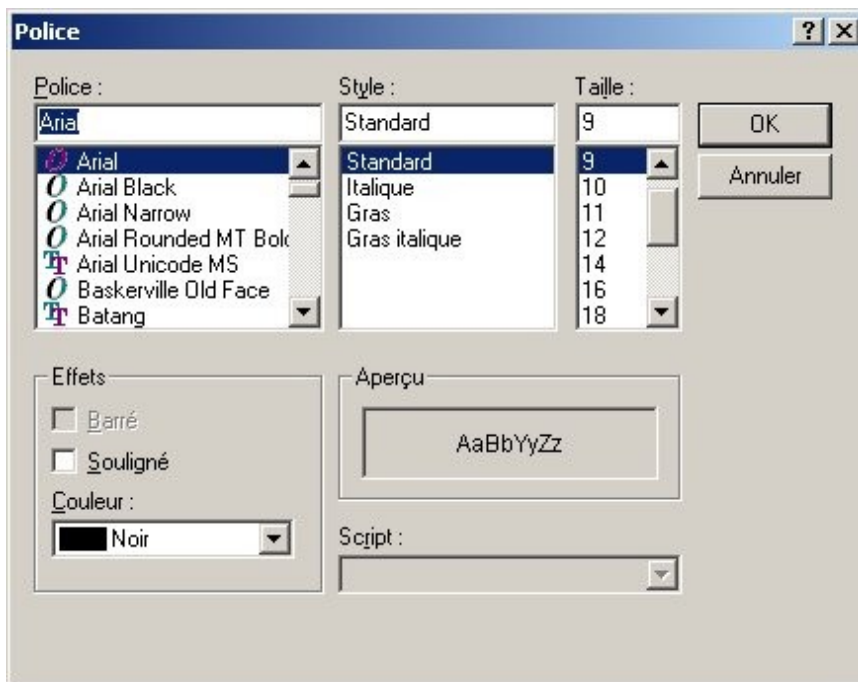 Police
Police :
Arial
Arial
Arial Black
Arial Narrow
Arial Rounded MT Bold
Arial Unicode MS
Baskerville Old Face
Batang
Style :
Standard
Standard
Italique
Gras
Gras italique
Taille :
9
9
10
11
12
14
16
18
OK
Annuler
Effets
Barré
Souligné
Couleur :
Noir
Aperçu
AaBbYyZz
Script :